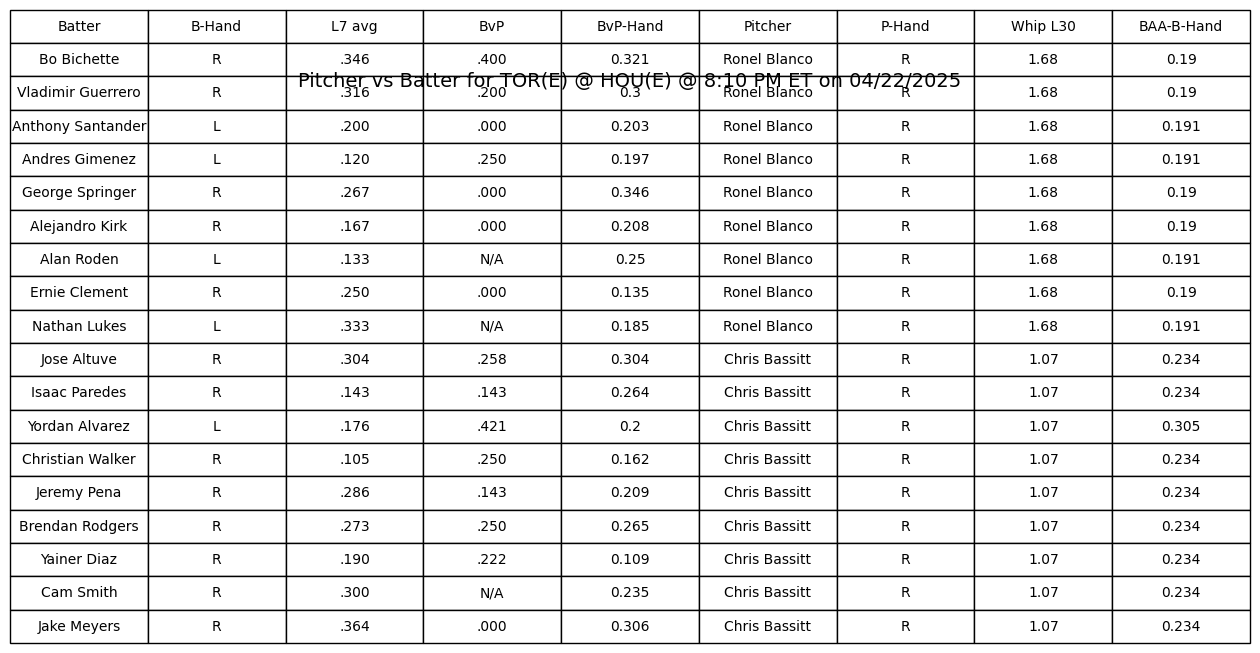 Batter B-Hand L7 avg BvP BvP-Hand Pitcher P-Hand Whip L30 BAA-B-Hand
Bo Bichette R .346 .400 0.321 Ronel Blanco R 1.68 0.19
Pitcher vs Batter for TOR(E) @ HOU(E) @ 8:10 PM ET on 04/22/2025
Vladimir Guerrero R .316 .200 0.3 Ronel Blanco R 1.68 0.19
Anthony Santander L .200 .000 0.203 Ronel Blanco R 1.68 0.191
Andres Gimenez L .120 .250 0.197 Ronel Blanco R 1.68 0.191
George Springer R .267 .000 0.346 Ronel Blanco R 1.68 0.19
Alejandro Kirk R .167 .000 0.208 Ronel Blanco R 1.68 0.19
Alan Roden L .133 N/A 0.25 Ronel Blanco R 1.68 0.191
Ernie Clement R .250 .000 0.135 Ronel Blanco R 1.68 0.19
Nathan Lukes L .333 N/A 0.185 Ronel Blanco R 1.68 0.191
Jose Altuve R .304 .258 0.304 Chris Bassitt R 1.07 0.234
Isaac Paredes R .143 .143 0.264 Chris Bassitt R 1.07 0.234
Yordan Alvarez L .176 .421 0.2 Chris Bassitt R 1.07 0.305
Christian Walker R .105 .250 0.162 Chris Bassitt R 1.07 0.234
Jeremy Pena R .286 .143 0.209 Chris Bassitt R 1.07 0.234
Brendan Rodgers R .273 .250 0.265 Chris Bassitt R 1.07 0.234
Yainer Diaz R .190 .222 0.109 Chris Bassitt R 1.07 0.234
Cam Smith R .300 N/A 0.235 Chris Bassitt R 1.07 0.234
Jake Meyers R .364 .000 0.306 Chris Bassitt R 1.07 0.234